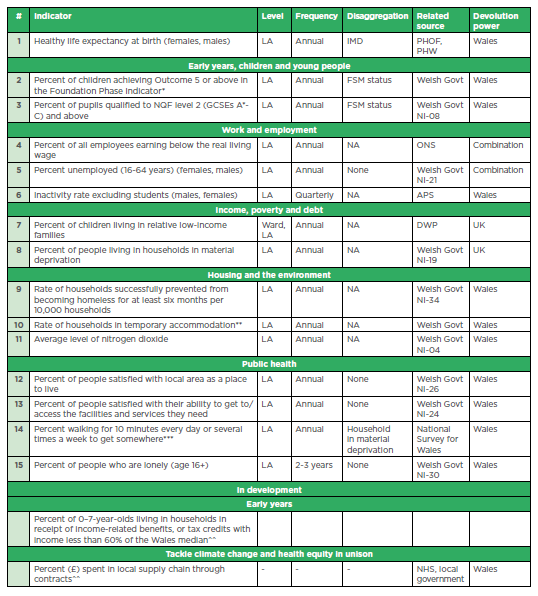 # Indicator Level Frequency Disaggregation Related source Devolution power
1 Healthy life expectancy at birth (females, males) LA Annual IMD PHOF, PHW Wales
Early years, children and young people
2 Percent of children achieving Outcome 5 or above in the Foundation Phase Indicator* LA Annual FSM status Welsh Govt Wales
3 Percent of pupils qualified to NQF level 2 (GCSEs A*-C) and above LA Annual FSM status Welsh Govt NI-08 Wales
Work and employment
4 Percent of all employees earning below the real living wage LA Annual NA ONS Combination
5 Percent unemployed (16-64 years) (females, males) LA Annual None Welsh Govt NI-21 Combination
6 Inactivity rate excluding students (males, females) LA Quarterly NA APS Wales
Income, poverty and debt
7 Percent of children living in relative low-income families Ward, LA Annual NA DWP UK
8 Percent of people living in households in material deprivation LA Annual NA Welsh Govt NI-19 UK
Housing and the environment
9 Rate of households successfully prevented from becoming homeless for at least six months per 10,000 households LA Annual NA Welsh Govt NI-34 Wales
10 Rate of households in temporary accommodation** LA Annual NA Welsh Govt Wales
11 Average level of nitrogen dioxide LA Annual NA Welsh Govt NI-04 Wales
Public health
12 Percent of people satisfied with local area as a place to live LA Annual None Welsh Govt NI-26 Wales
13 Percent of people satisfied with their ability to get to/ access the facilities and services they need LA Annual None Welsh Govt NI-24 Wales
14 Percent walking for 10 minutes every day or several times a week to get somewhere*** LA Annual Household in material deprivation National Survey for Wales Wales
15 Percent of people who are lonely (age 16+) LA 2-3 years None Welsh Govt NI-30 Wales
In development
Early years
Percent of 0-7-year-olds living in households in receipt of income-related benefits, or tax credits with income less than 60% of the Wales median^^
Tackle climate change and health equity in unison
Percent (£) spent in local supply chain through contracts^^ - - - NHS, local government Wales